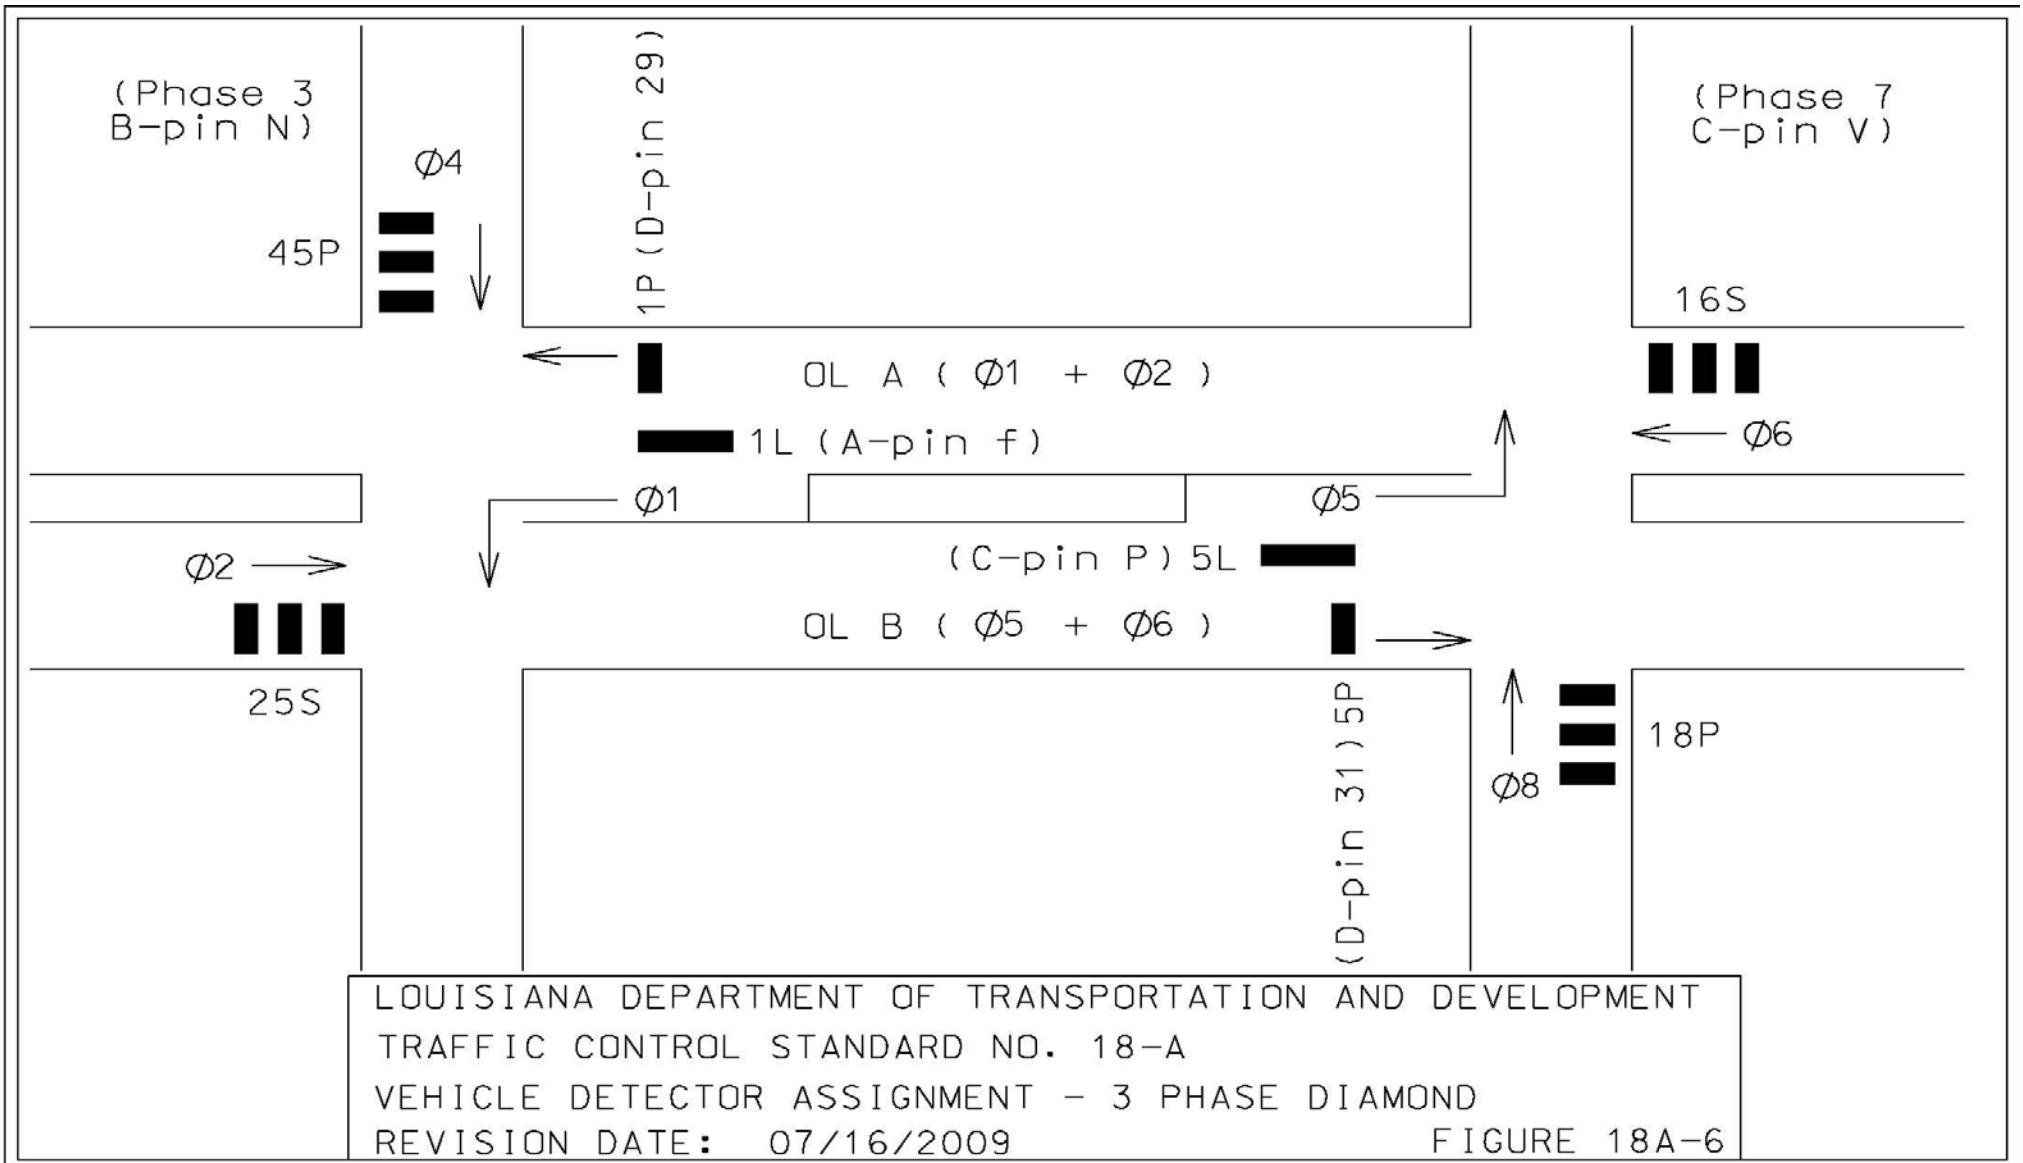 (Phase 3
B-pin N)
Ø4
45P
1P(D-pin 29)
(Phase 7
C-pin V)
16S
OL A ( Ø1 + Ø2 )
1L (A-pin f)
Ø6
Ø1
Ø5
Ø2
(C-pin P) 5L
OL B ( Ø5 + Ø6 )
25S
(D-pin 31)5P
18P
Ø8
LOUISIANA DEPARTMENT OF TRANSPORTATION AND DEVELOPMENT
TRAFFIC CONTROL STANDARD NO. 18-A
VEHICLE DETECTOR ASSIGNMENT - 3 PHASE DIAMOND
REVISION DATE: 07/16/2009 FIGURE 18A-6